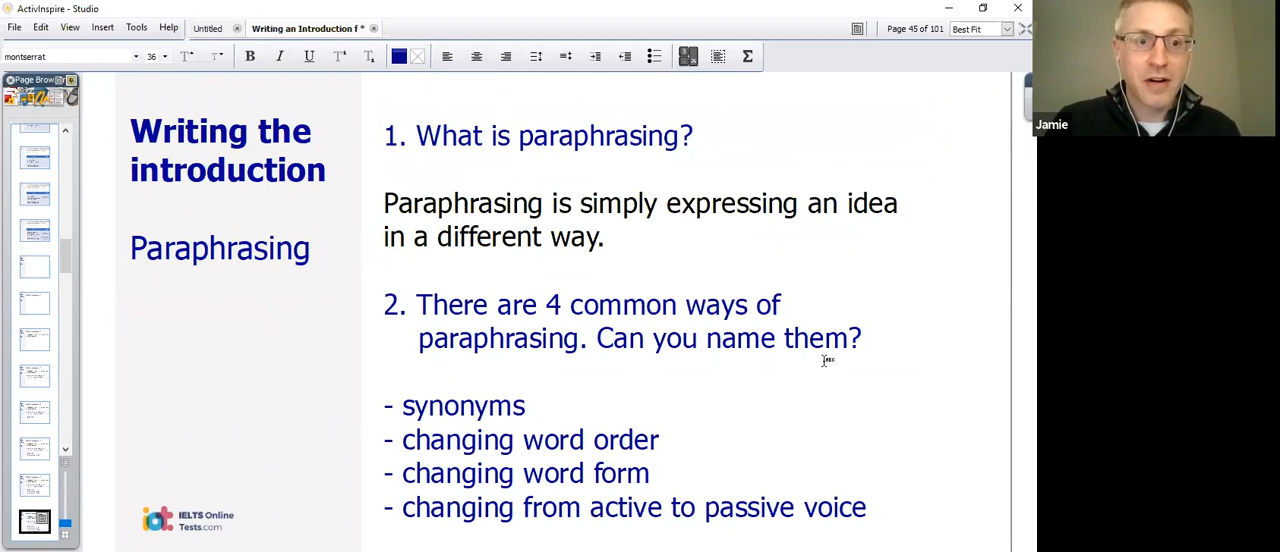 ActivInspire - Studio
File Edit View Insert Tools Help
Untitled
Writing an Introduction f *
Page 45 of 101
Best Fit
montserrat
36
Page Brow
Jamie
Writing the
introduction
Paraphrasing
1. What is paraphrasing?
Paraphrasing is simply expressing an idea
in a different way.
2. There are 4 common ways of
paraphrasing. Can you name them?
- synonyms
- changing word order
- changing word form
- changing from active to passive voice
iot IELTS Online
Tests.com